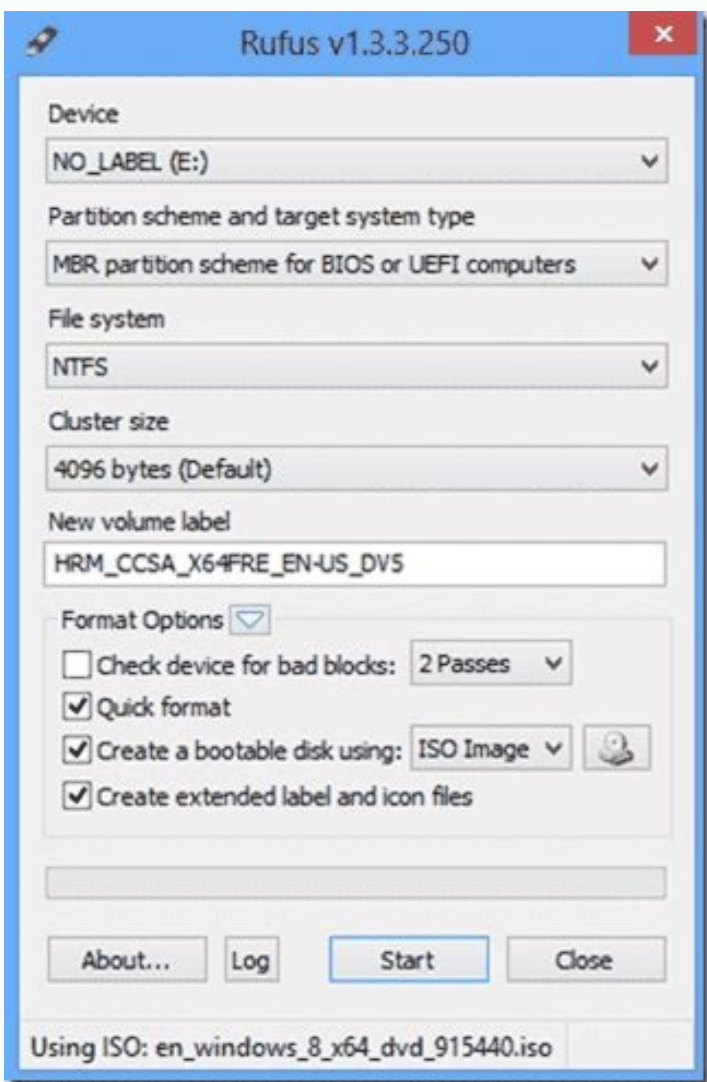 Rufus v1.3.3.250
Device
NO_LABEL (E:)
Partition scheme and target system type
MBR partition scheme for BIOS or UEFI computers
File system
NTFS
Cluster size
4096 bytes (Default)
New volume label
HRM_CCSA_X64FRE_EN-US_DV5
Format Options
Check device for bad blocks: 2 Passes
Quick format
Create a bootable disk using: ISO Image
Create extended label and icon files
About... Log Start Close
Using ISO: en_windows_8_x64_dvd_915440.iso